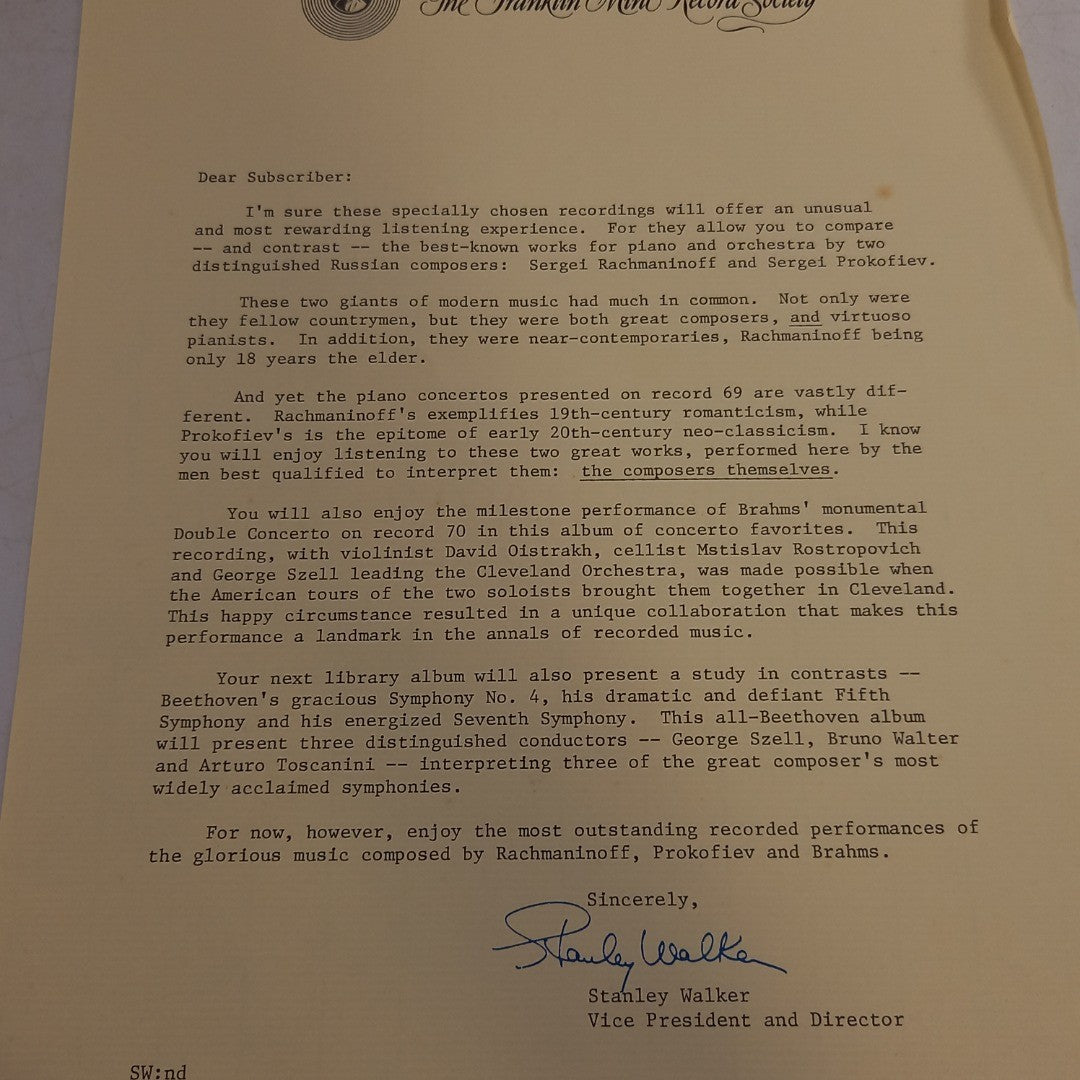 The Franklin Mint Record Society
Dear Subscriber:
I'm sure these specially chosen recordings will offer an unusual
and most rewarding listening experience. For they allow you to compare
-- and contrast -- the best-known works for piano and orchestra by two
distinguished Russian composers: Sergei Rachmaninoff and Sergei Prokofiev.
These two giants of modern music had much in common. Not only were
they fellow countrymen, but they were both great composers, and virtuoso
pianists. In addition, they were near-contemporaries, Rachmaninoff being
only 18 years the elder.
And yet the piano concertos presented on record 69 are vastly dif-
ferent. Rachmaninoff's exemplifies 19th-century romanticism, while
Prokofiev's is the epitome of early 20th-century neo-classicism. I know
you will enjoy listening to these two great works, performed here by the
men best qualified to interpret them: the composers themselves.
You will also enjoy the milestone performance of Brahms' monumental
Double Concerto on record 70 in this album of concerto favorites. This
recording, with violinist David Oistrakh, cellist Mstislav Rostropovich
and George Szell leading the Cleveland Orchestra, was made possible when
the American tours of the two soloists brought them together in Cleveland.
This happy circumstance resulted in a unique collaboration that makes this
performance a landmark in the annals of recorded music.
Your next library album will also present a study in contrasts --
Beethoven's gracious Symphony No. 4, his dramatic and defiant Fifth
Symphony and his energized Seventh Symphony. This all-Beethoven album
will present three distinguished conductors -- George Szell, Bruno Walter
and Arturo Toscanini -- interpreting three of the great composer's most
widely acclaimed symphonies.
For now, however, enjoy the most outstanding recorded performances of
the glorious music composed by Rachmaninoff, Prokofiev and Brahms.
Sincerely,
Stanley Walker
Stanley Walker
Vice President and Director
SW:nd